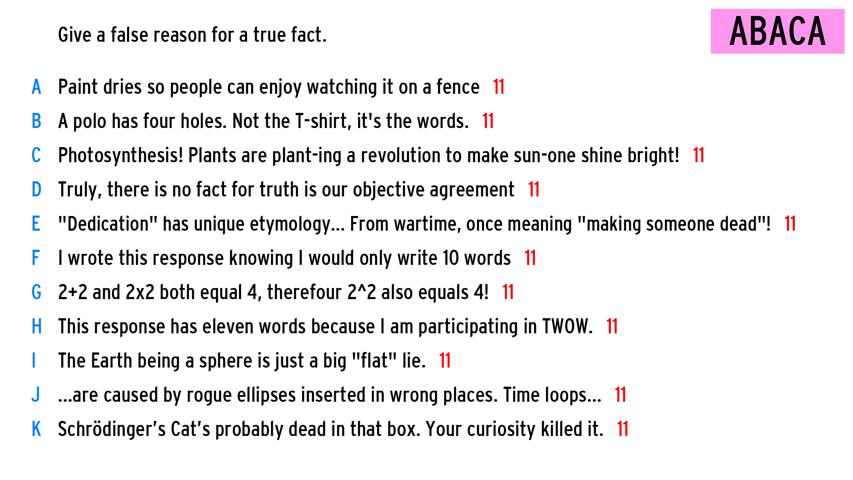 Give a false reason for a true fact.
ABACA
A Paint dries so people can enjoy watching it on a fence 11
B A polo has four holes. Not the T-shirt, it's the words. 11
C Photosynthesis! Plants are plant-ing a revolution to make sun-one shine bright! 11
D Truly, there is no fact for truth is our objective agreement 11
E "Dedication" has unique etymology... From wartime, once meaning "making someone dead"! 11
F I wrote this response knowing I would only write 10 words 11
G 2+2 and 2x2 both equal 4, therefour 2^2 also equals 4! 11
H This response has eleven words because I am participating in TWOW. 11
I The Earth being a sphere is just a big "flat" lie. 11
J ...are caused by rogue ellipses inserted in wrong places. Time loops... 11
K Schrödinger’s Cat’s probably dead in that box. Your curiosity killed it. 11